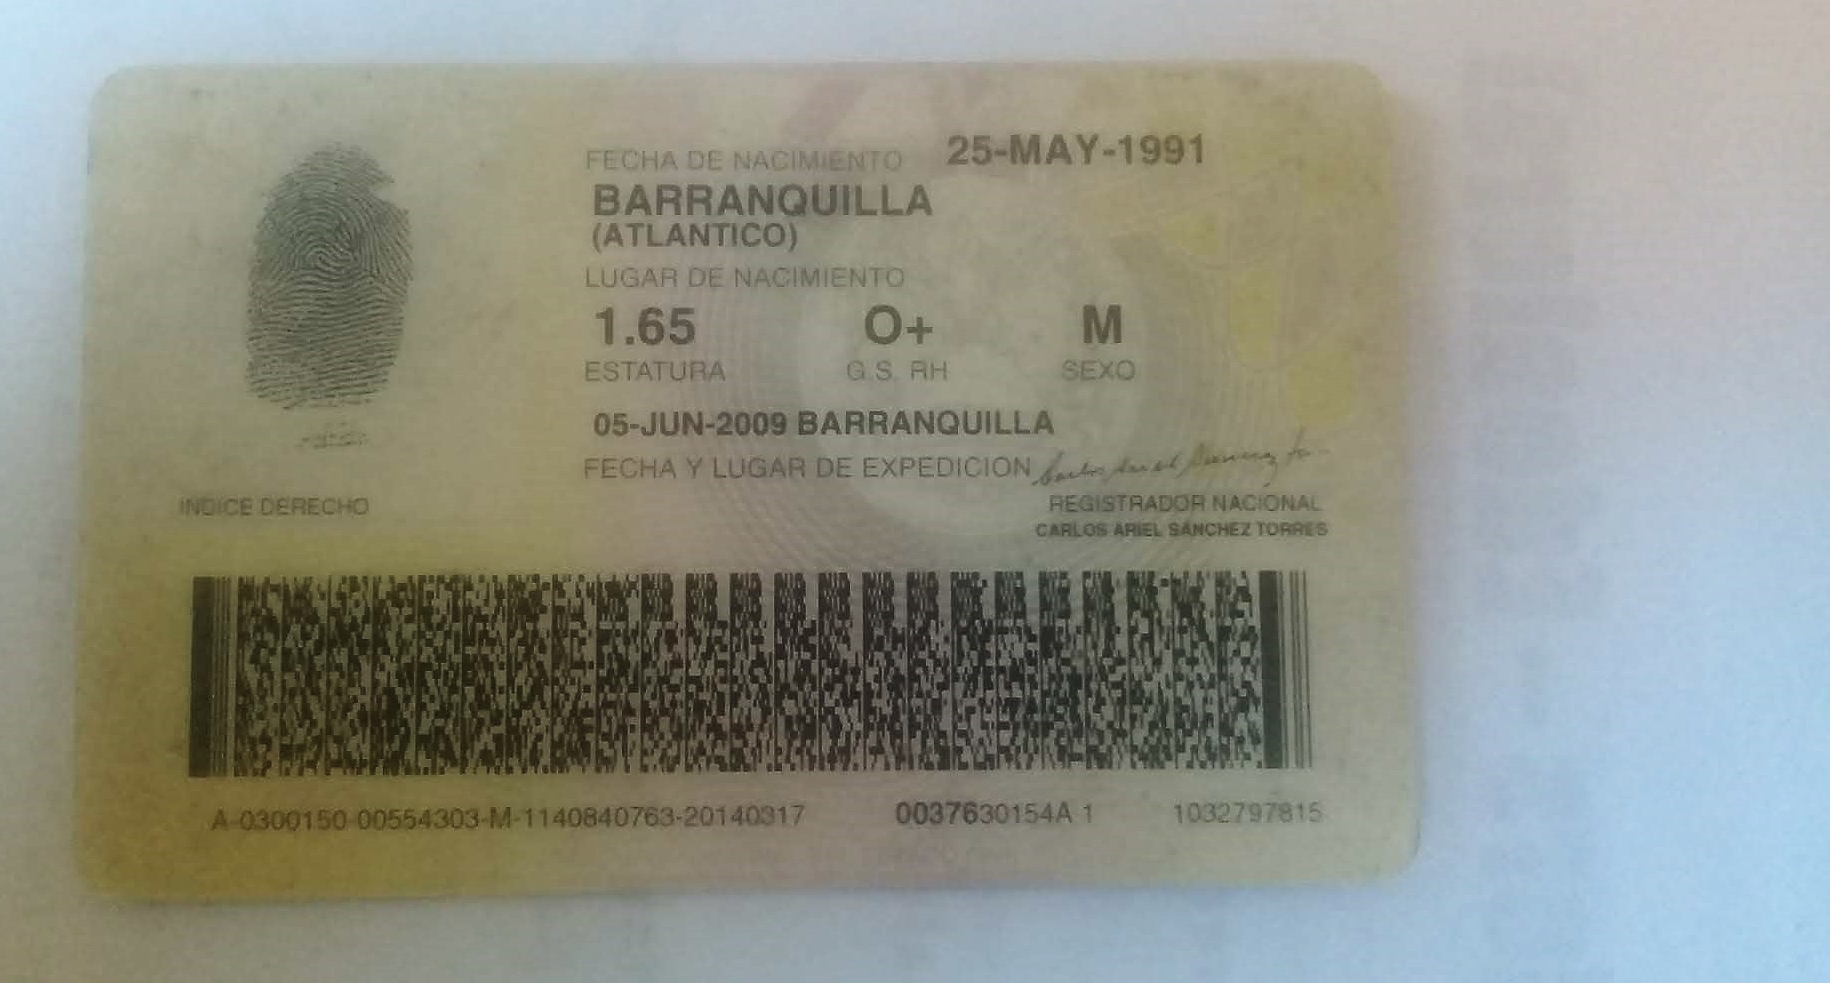 FECHA DE NACIMIENTO 25-MAY-1991
BARRANQUILLA
(ATLANTICO)
LUGAR DE NACIMIENTO
1.65 O+ M
ESTATURA G.S. RH SEXO
05-JUN-2009 BARRANQUILLA
FECHA Y LUGAR DE EXPEDICION
INDICE DERECHO
REGISTRADOR NACIONAL
CARLOS ARIEL SÁNCHEZ TORRES
A-0300150-00554303-M-1140840763-20140317 0037630154A 1 1032797815